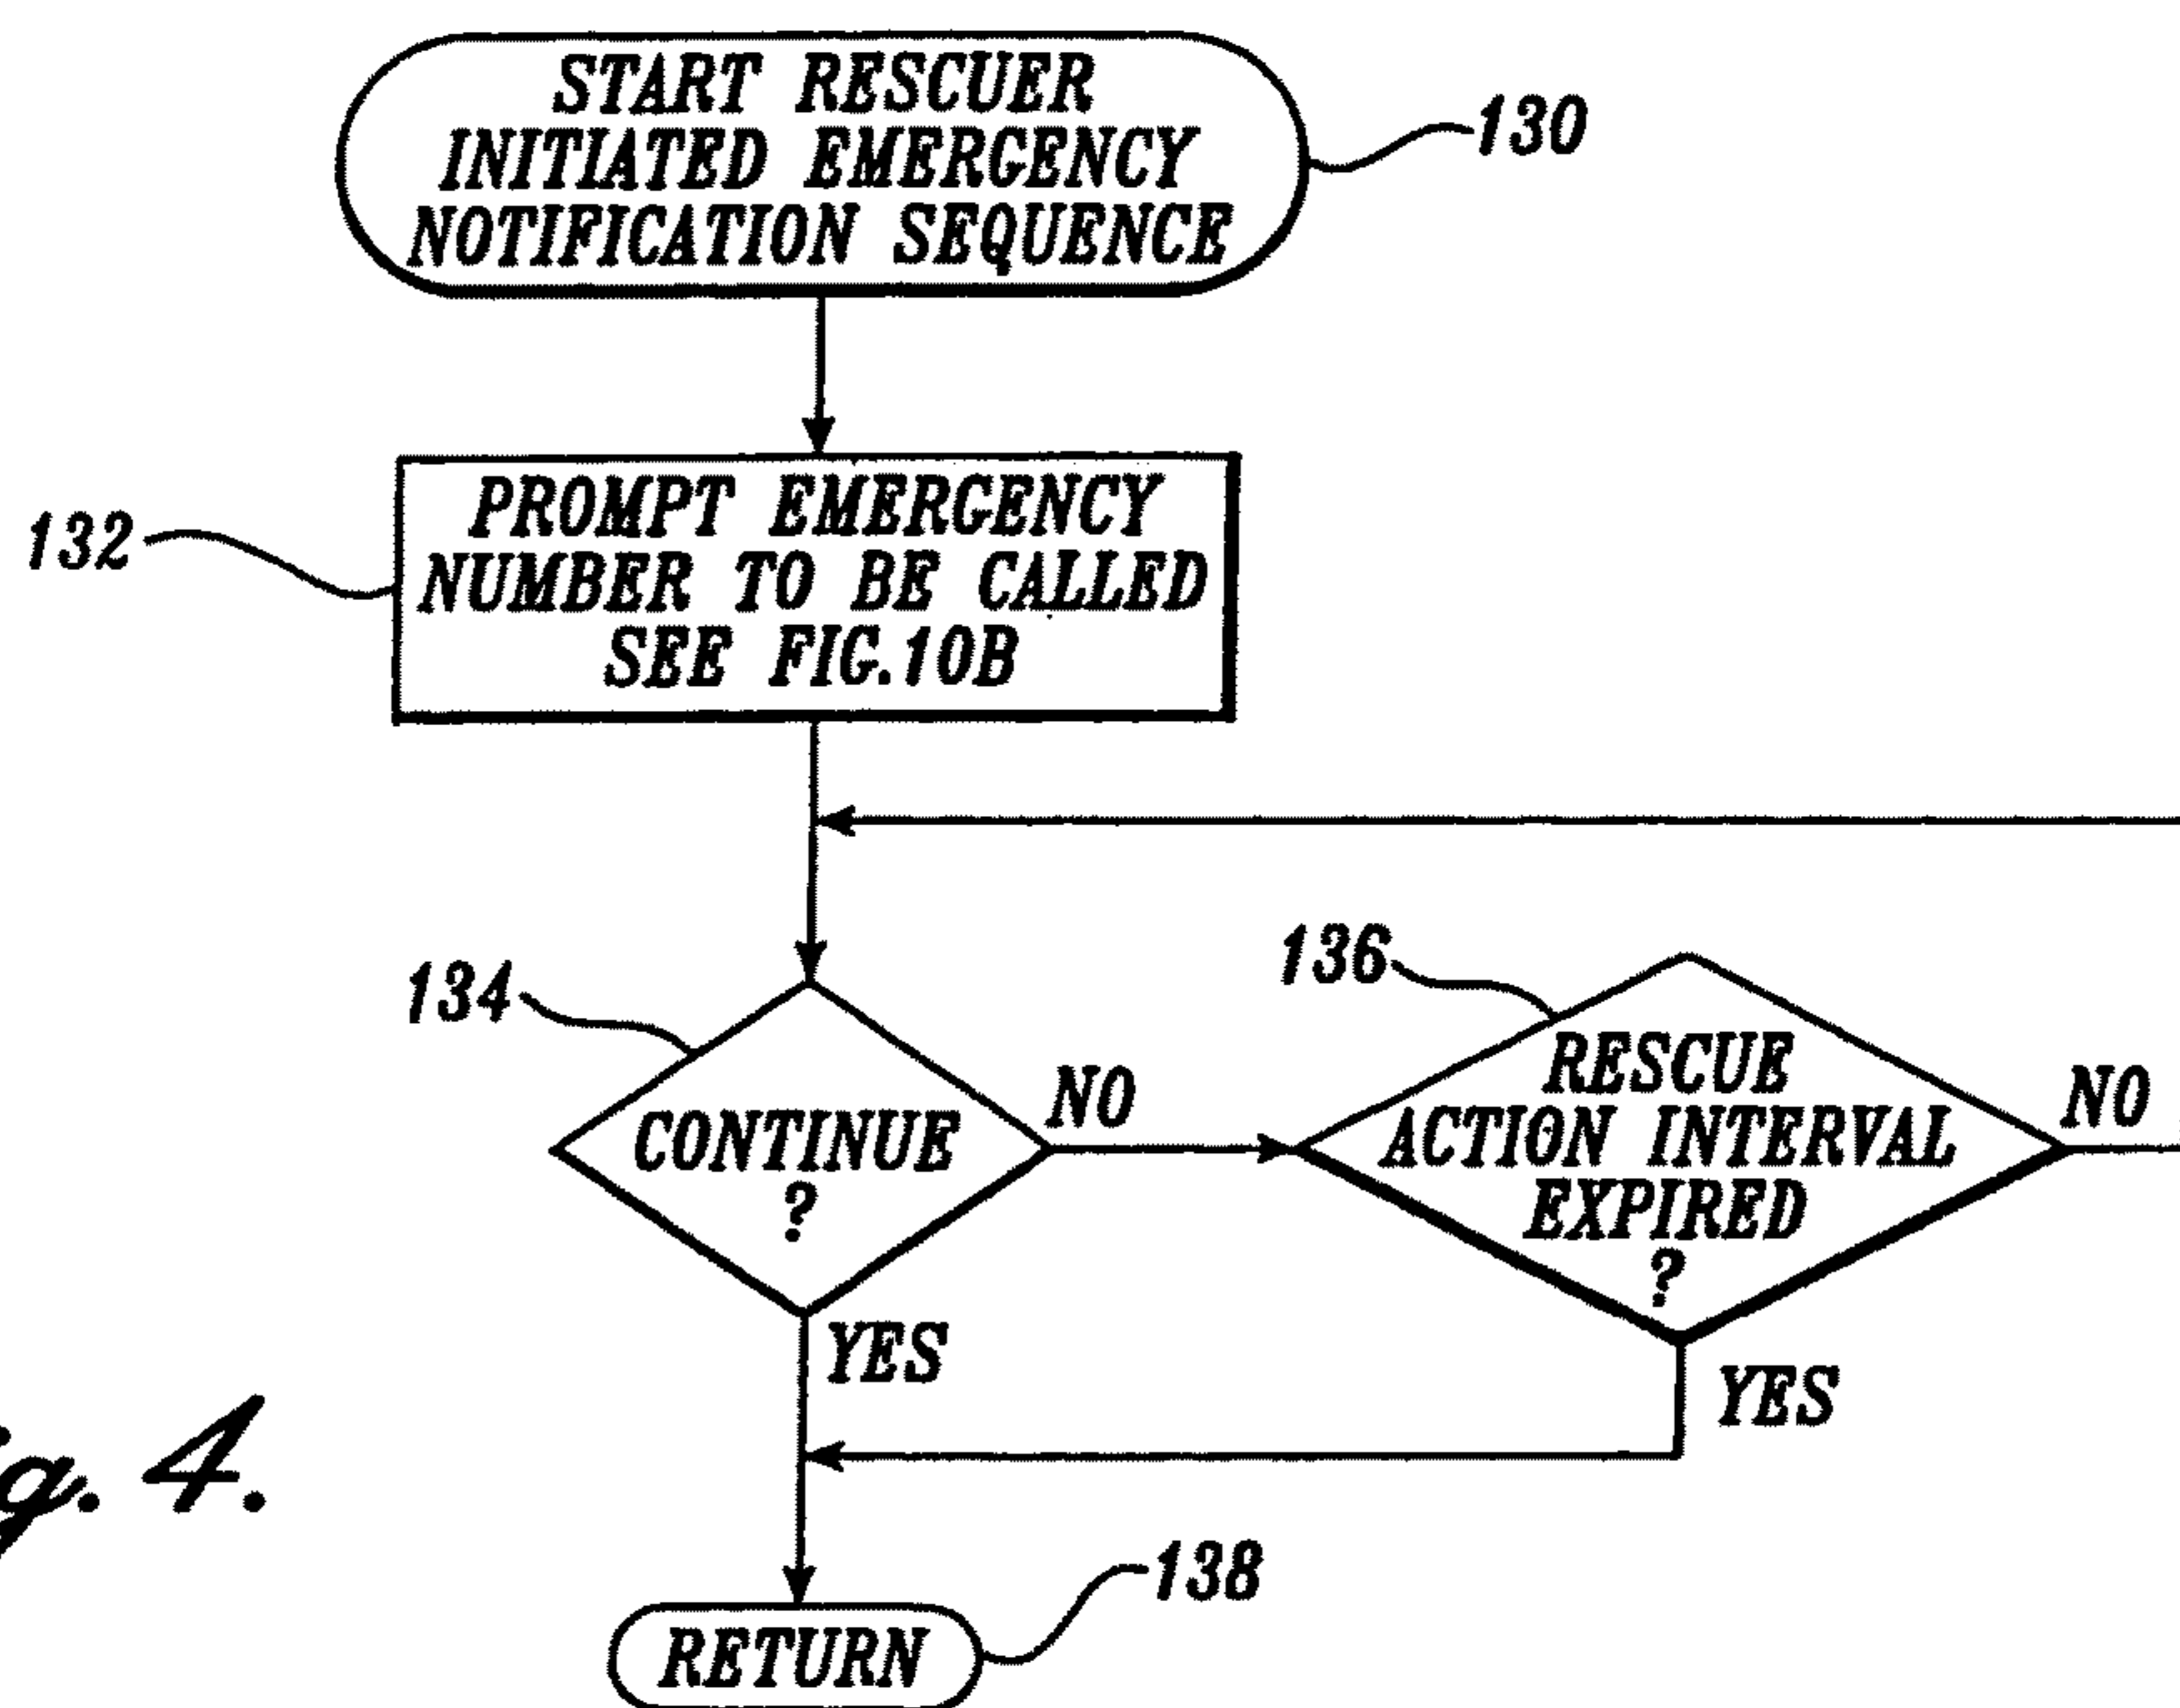 START RESCUER
INITIATED EMERGENCY
NOTIFICATION SEQUENCE
130
PROMPT EMERGENCY
NUMBER TO BE CALLED
SEE FIG.10B
132
134
CONTINUE
?
NO
YES
136
RESCUE
ACTION INTERVAL
EXPIRED
?
NO
YES
4.
RETURN
138